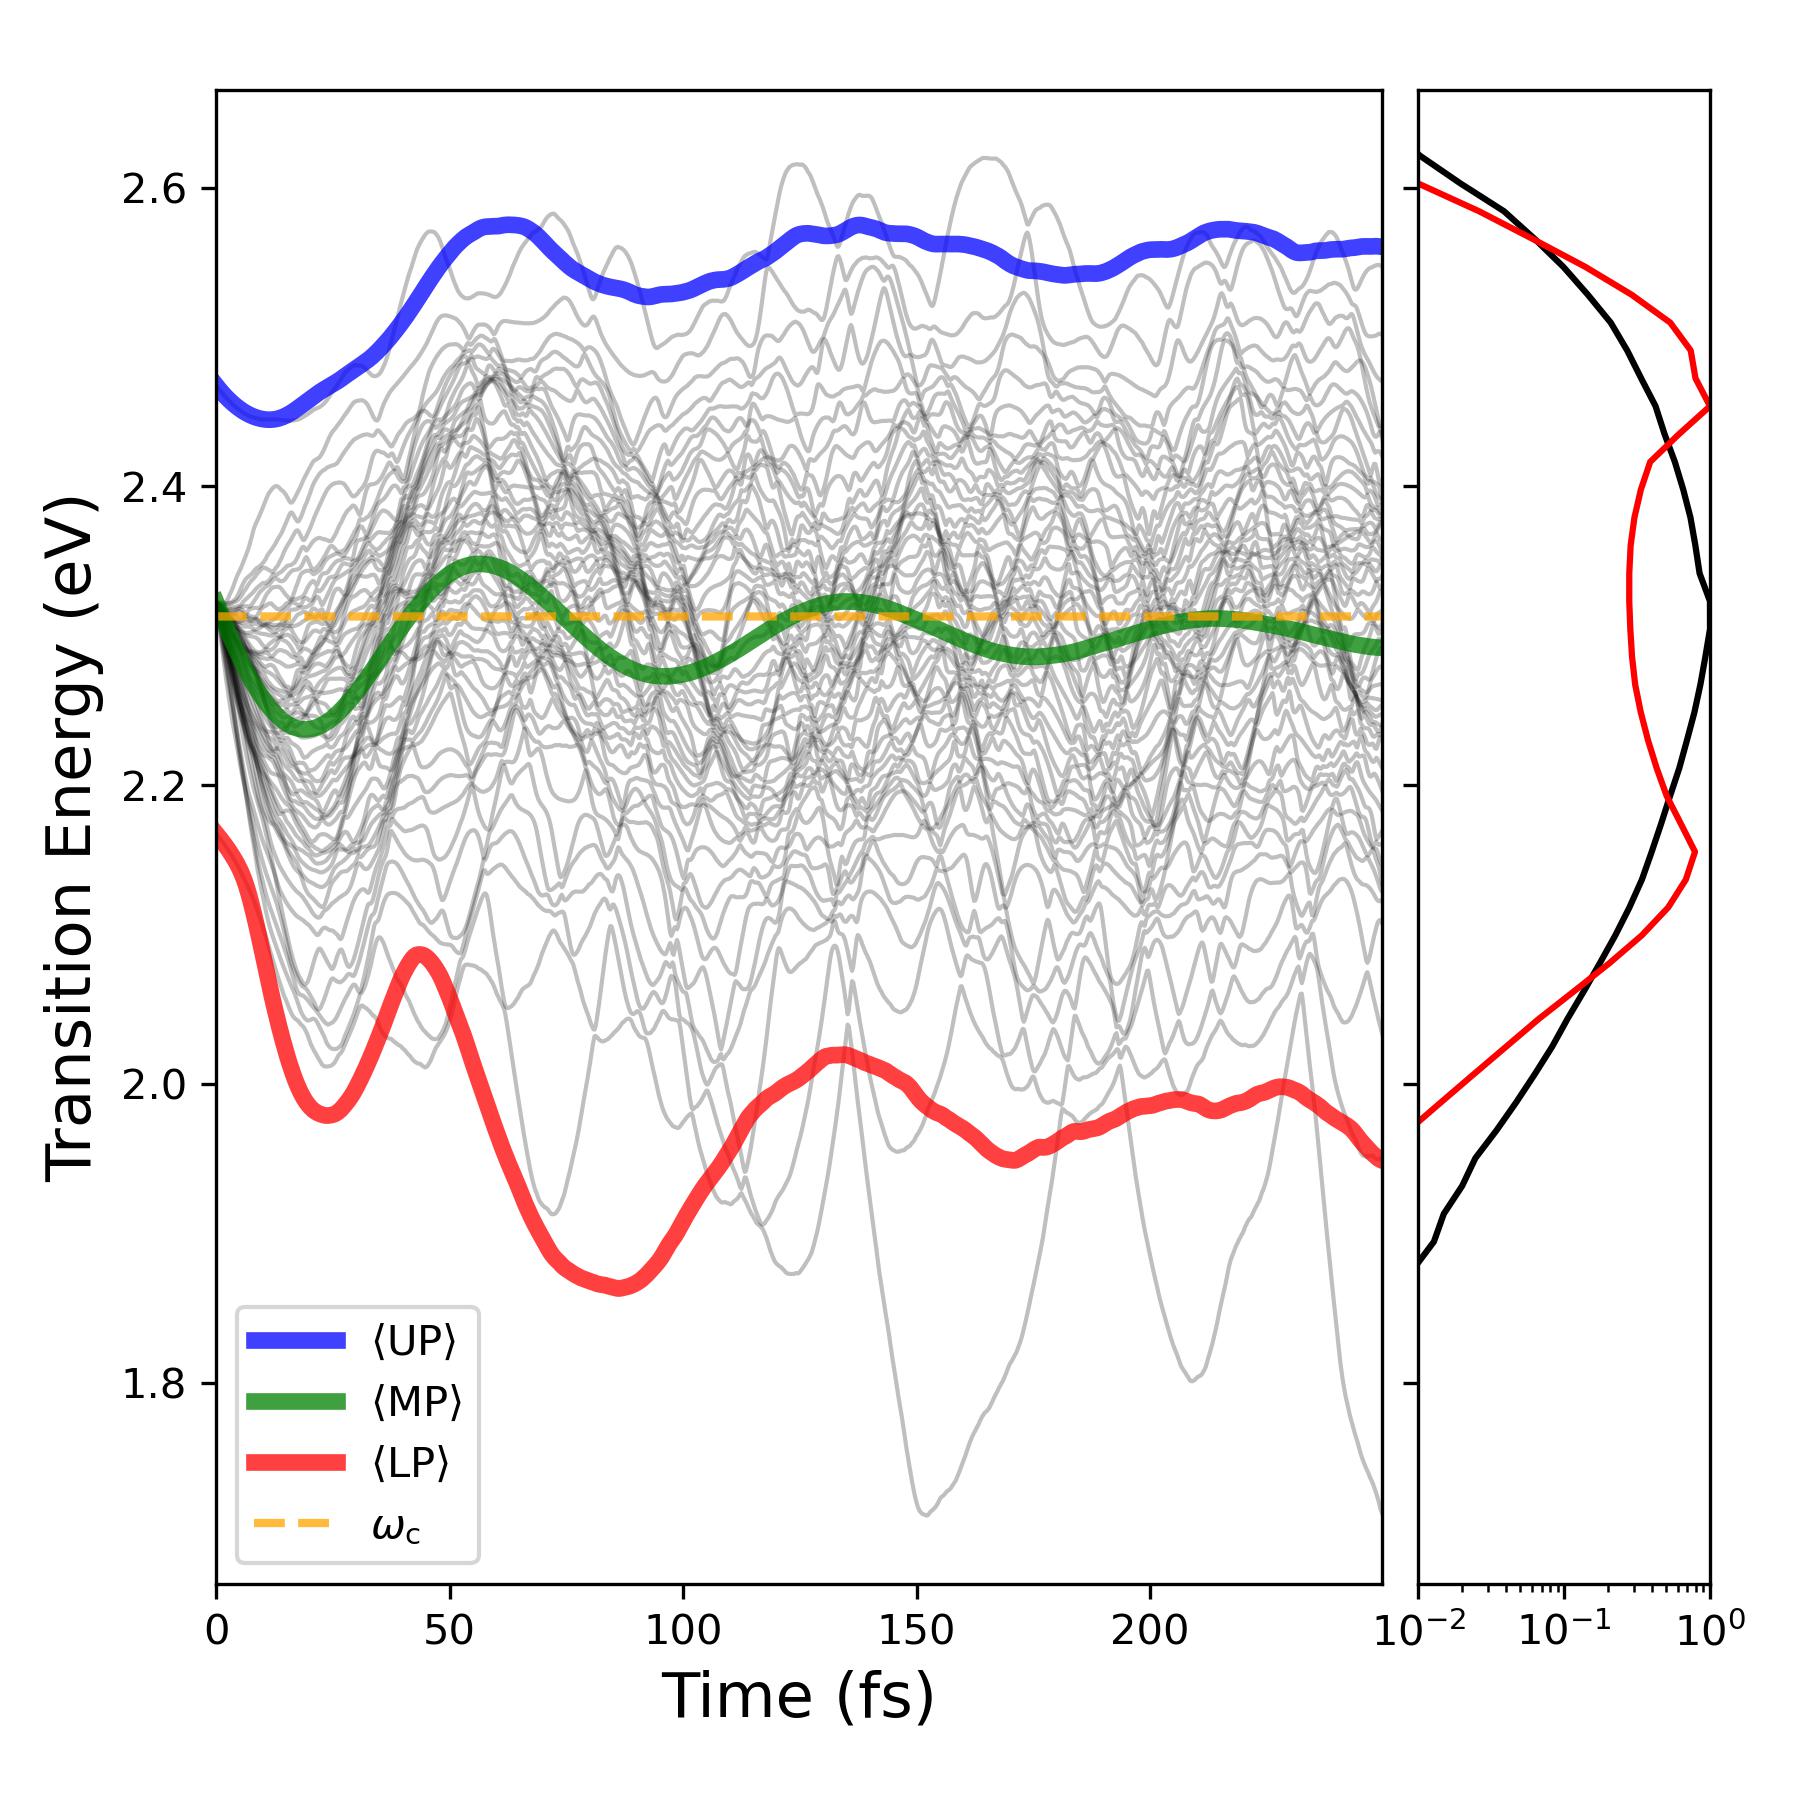 Transition Energy (eV)
2.6
2.4
2.2
2.0
1.8
⟨UP⟩
⟨MP⟩
⟨LP⟩
ω_c
0 50 100 150 200
10⁻² 10⁻¹ 10⁰
Time (fs)